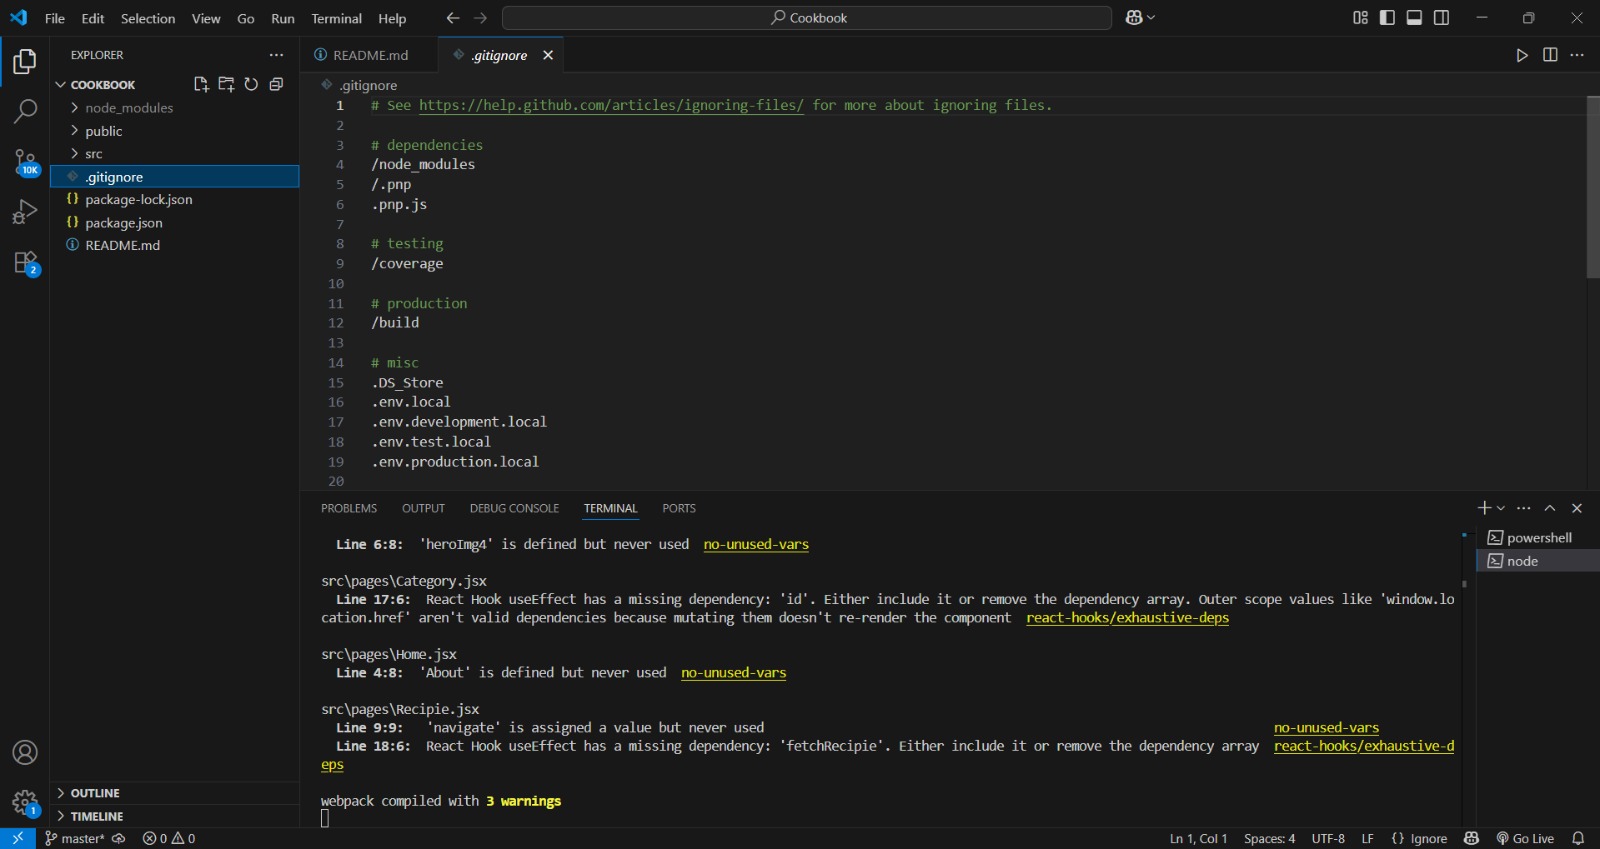 File Edit Selection View Go Run Terminal Help
Cookbook
EXPLORER
README.md
.gitignore
COOKBOOK
node_modules
public
src
.gitignore
package-lock.json
package.json
README.md
10K
2
1
OUTLINE
TIMELINE
.gitignore
1 # See https://help.github.com/articles/ignoring-files/ for more about ignoring files.
2
3 # dependencies
4 /node_modules
5 /.pnp
6 .pnp.js
7
8 # testing
9 /coverage
10
11 # production
12 /build
13
14 # misc
15 .DS_Store
16 .env.local
17 .env.development.local
18 .env.test.local
19 .env.production.local
20
PROBLEMS OUTPUT DEBUG CONSOLE TERMINAL PORTS
Line 6:8: 'heroImg4' is defined but never used no-unused-vars
src\pages\Category.jsx
Line 17:6: React Hook useEffect has a missing dependency: 'id'. Either include it or remove the dependency array. Outer scope values like 'window.lo
cation.href' aren't valid dependencies because mutating them doesn't re-render the component react-hooks/exhaustive-deps
src\pages\Home.jsx
Line 4:8: 'About' is defined but never used no-unused-vars
src\pages\Recipie.jsx
Line 9:9: 'navigate' is assigned a value but never used no-unused-vars
Line 18:6: React Hook useEffect has a missing dependency: 'fetchRecipie'. Either include it or remove the dependency array react-hooks/exhaustive-d
eps
webpack compiled with 3 warnings
powershell
node
master* 0 0 Ln 1, Col 1 Spaces: 4 UTF-8 LF {} Ignore Go Live